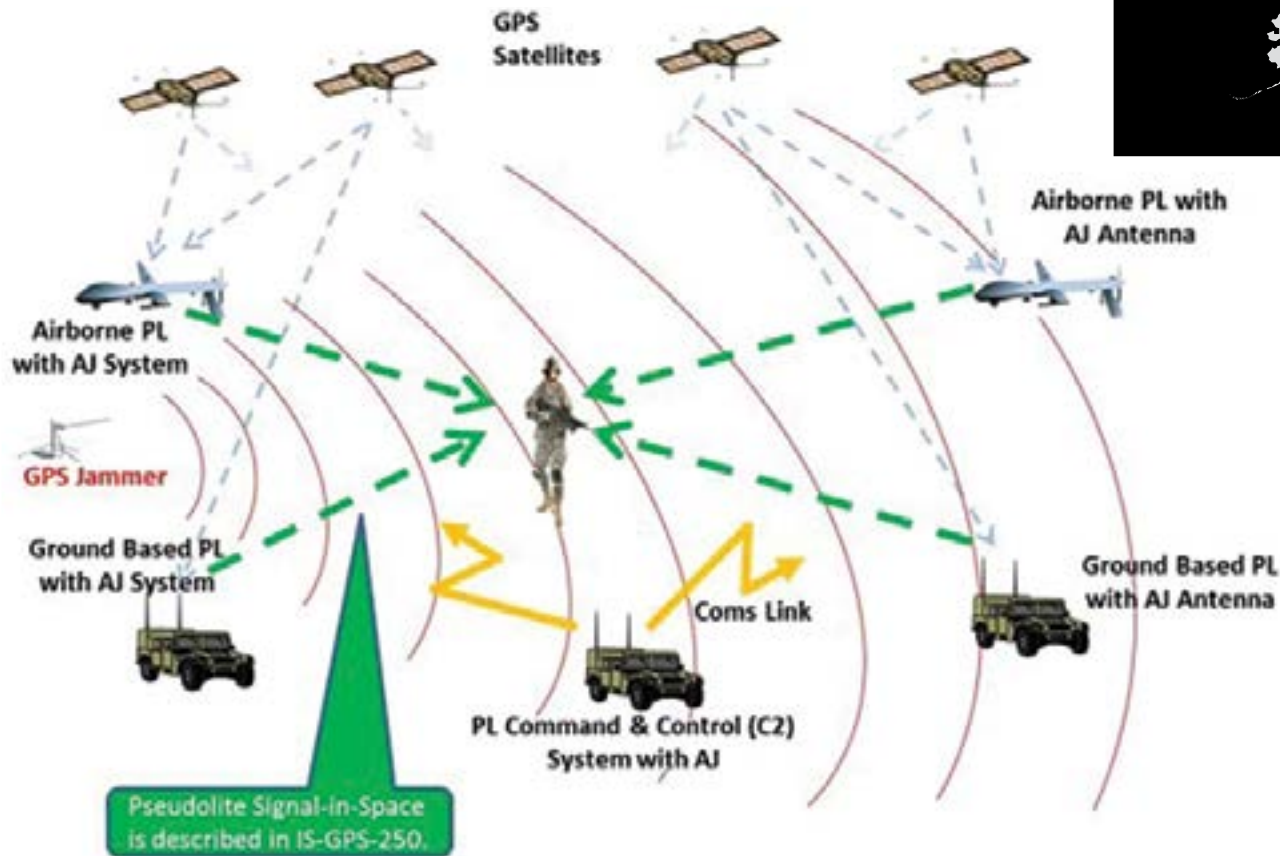 GPS
Satellites
Airborne PL with
AJ Antenna
Airborne PL
with AJ System
GPS Jammer
Ground Based PL
with AJ System
Ground Based PL
with AJ Antenna
Coms Link
PL Command & Control (C2)
System with AJ
Pseudolite Signal-in-Space
is described in IS-GPS-250.